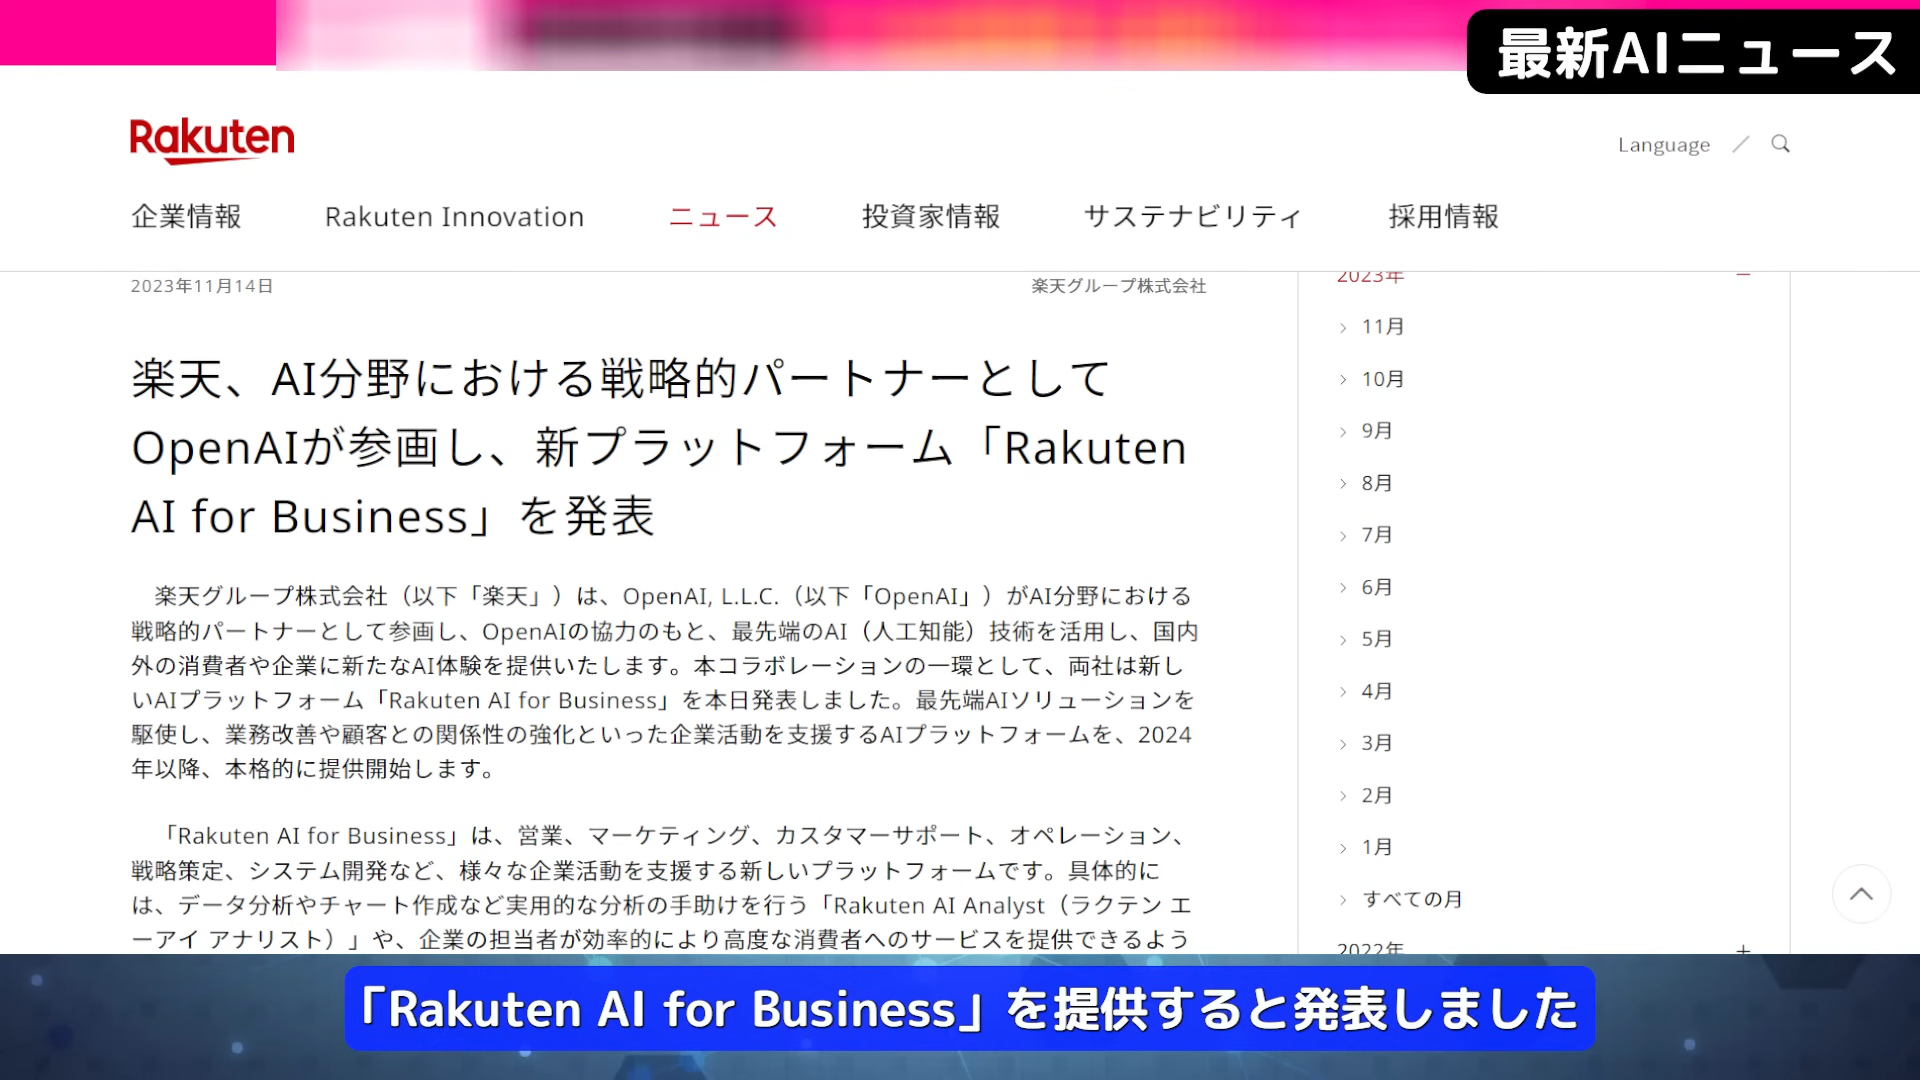 最新AIニュース
Rakuten
Language
企業情報
Rakuten Innovation
ニュース
投資家情報
サステナビリティ
採用情報
2023年11月14日
楽天グループ株式会社
楽天、AI分野における戦略的パートナーとして
OpenAIが参画し、新プラットフォーム「Rakuten
AI for Business」を発表
楽天グループ株式会社（以下「楽天」）は、OpenAI, L.L.C.（以下「OpenAI」）がAI分野における
戦略的パートナーとして参画し、OpenAIの協力のもと、最先端のAI（人工知能）技術を活用し、国内
外の消費者や企業に新たなAI体験を提供いたします。本コラボレーションの一環として、両社は新し
いAIプラットフォーム「Rakuten AI for Business」を本日発表しました。最先端AIソリューションを
駆使し、業務改善や顧客との関係性の強化といった企業活動を支援するAIプラットフォームを、2024
年以降、本格的に提供開始します。
「Rakuten AI for Business」は、営業、マーケティング、カスタマーサポート、オペレーション、
戦略策定、システム開発など、様々な企業活動を支援する新しいプラットフォームです。具体的に
は、データ分析やチャート作成など実用的な分析の手助けを行う「Rakuten AI Analyst（ラクテン エ
ーアイ アナリスト）」や、企業の担当者が効率的により高度な消費者へのサービスを提供できるよう
2023年
11月
10月
9月
8月
7月
6月
5月
4月
3月
2月
1月
すべての月
2022年
「Rakuten AI for Business」を提供すると発表しました